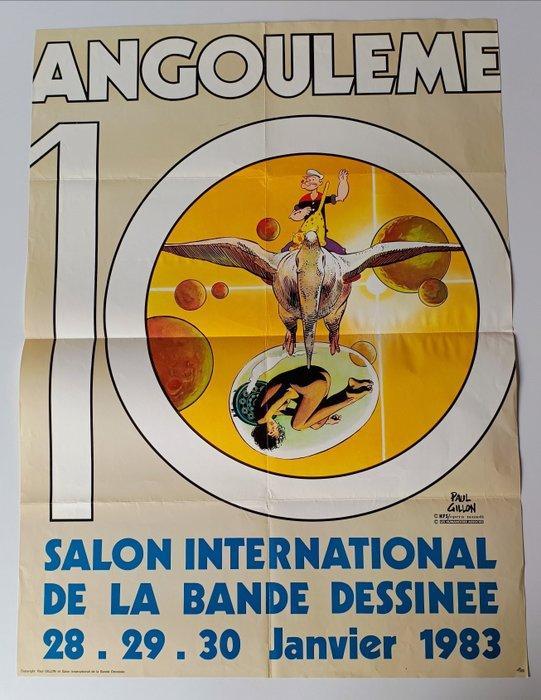 ANGOULEME
10
PAUL
GILLON
SALON INTERNATIONAL
DE LA BANDE DESSINEE
28 . 29 . 30 Janvier 1983